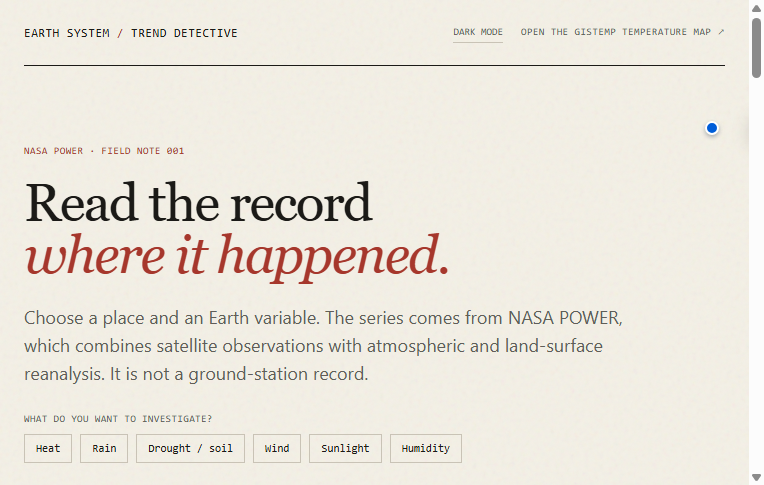 EARTH SYSTEM / TREND DETECTIVE
DARK MODE
OPEN THE GISTEMP TEMPERATURE MAP ↗
NASA POWER · FIELD NOTE 001
Read the record
where it happened.
Choose a place and an Earth variable. The series comes from NASA POWER,
which combines satellite observations with atmospheric and land-surface
reanalysis. It is not a ground-station record.
WHAT DO YOU WANT TO INVESTIGATE?
Heat
Rain
Drought / soil
Wind
Sunlight
Humidity